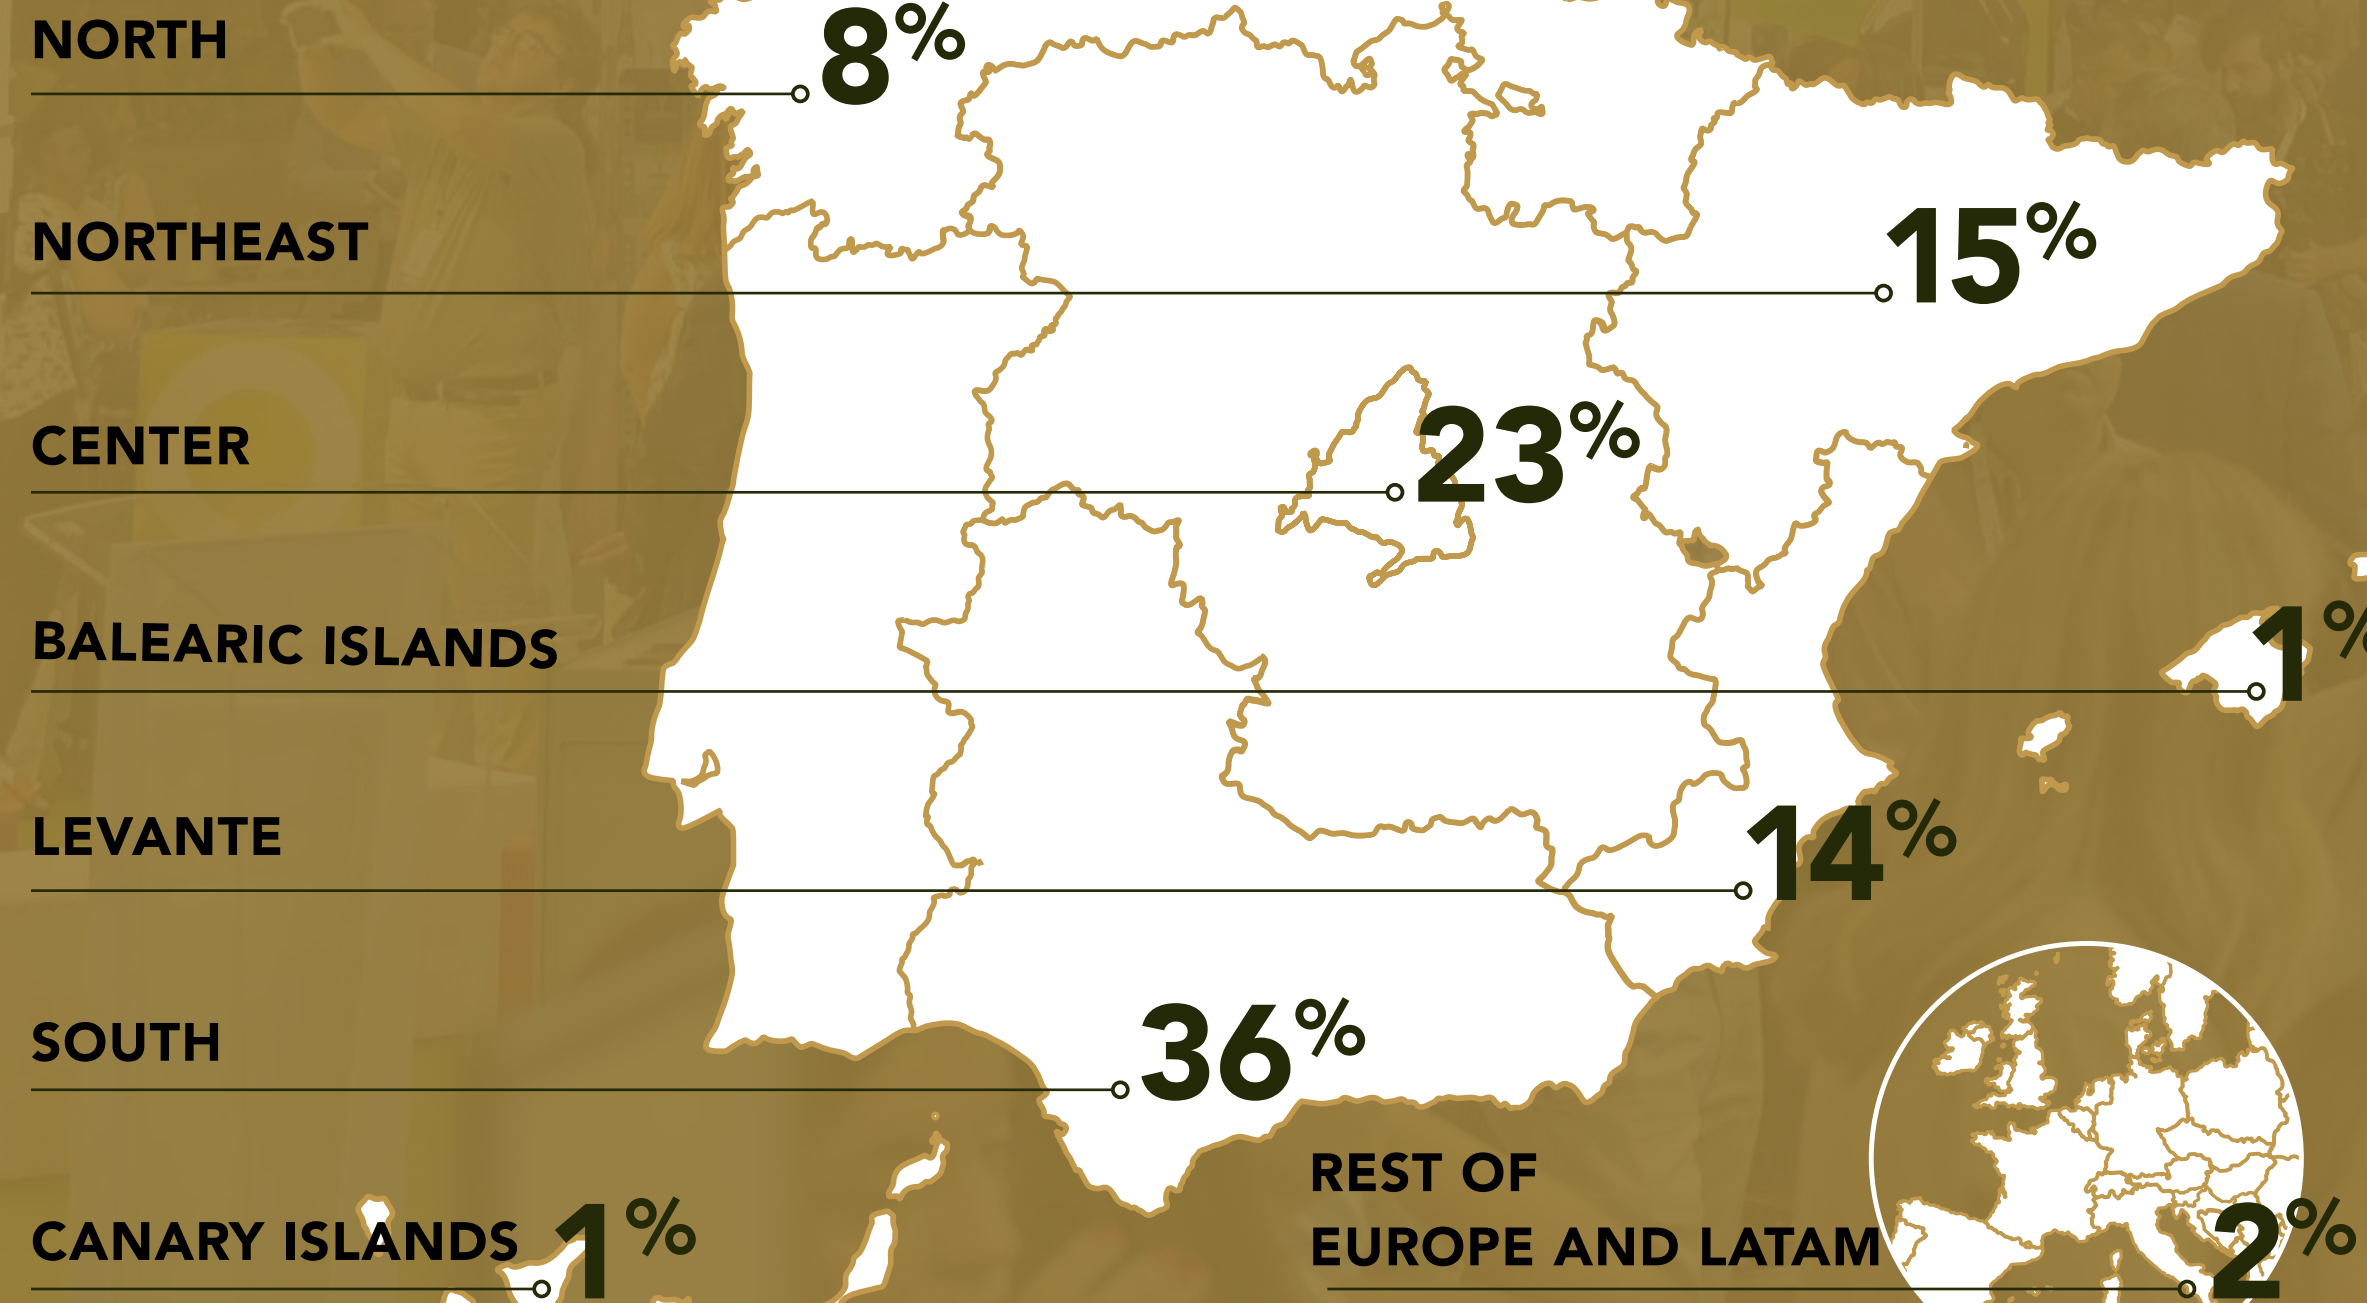 NORTH 8%
NORTHEAST 15%
CENTER 23%
BALEARIC ISLANDS 1%
LEVANTE 14%
SOUTH 36%
CANARY ISLANDS 1%
REST OF
EUROPE AND LATAM 2%